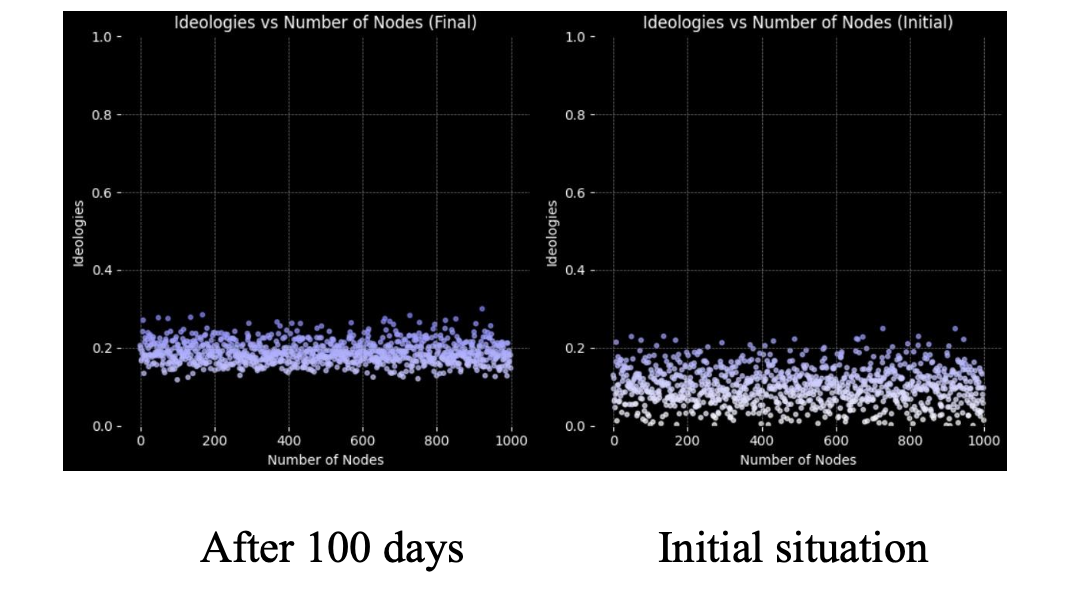 Ideologies vs Number of Nodes (Final)
1.0
0.8
0.6
0.4
0.2
0.0
Ideologies
0 200 400 600 800 1000
Number of Nodes
Ideologies vs Number of Nodes (Initial)
1.0
0.8
0.6
0.4
0.2
0.0
Ideologies
0 200 400 600 800 1000
Number of Nodes
After 100 days
Initial situation